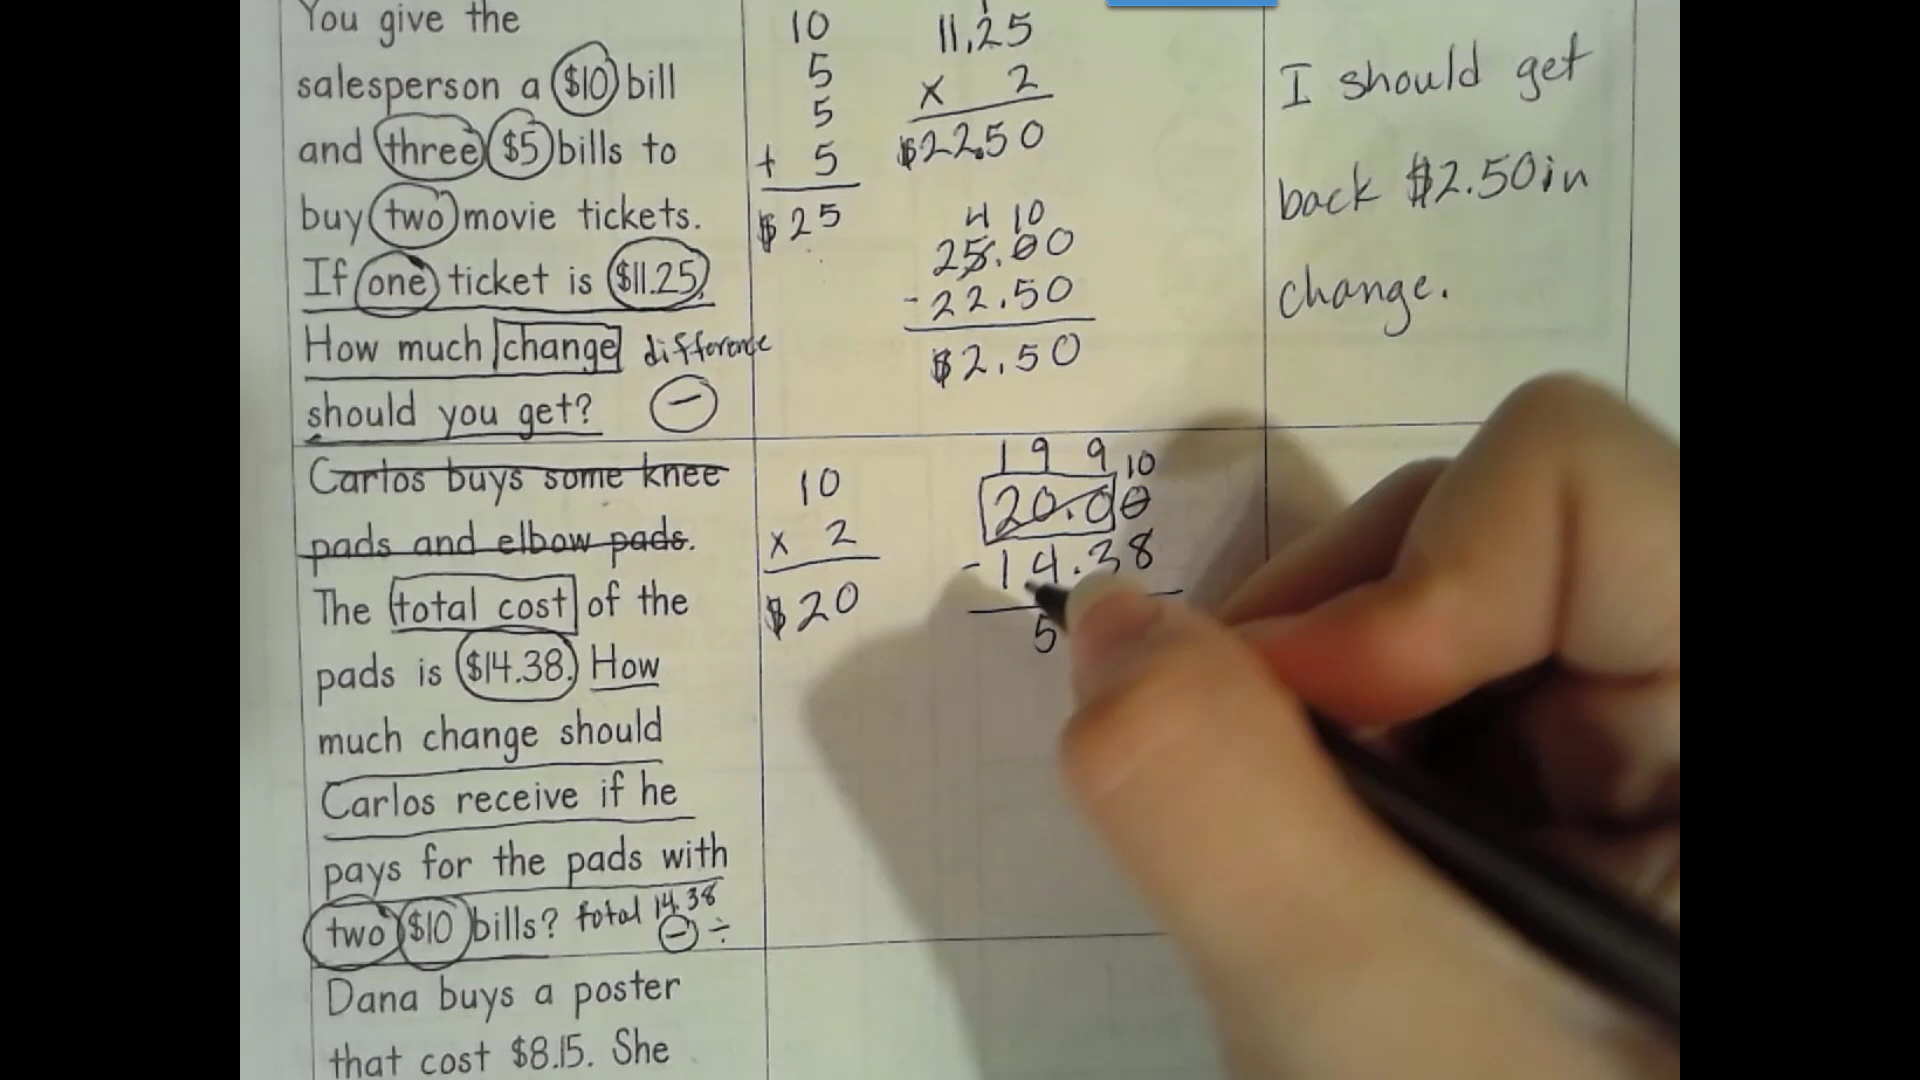 You give the
salesperson a $10 bill
and three $5 bills to
buy two movie tickets.
If one ticket is $11.25.
How much change difference
should you get? −
10
5
5
+ 5
$25
1
11.25
x 2
$22.50
4 10
25.00
- 22.50
$2.50
I should get
back $2.50 in
change.
Carlos buys some knee
pads and elbow pads.
The total cost of the
pads is $14.38. How
much change should
Carlos receive if he
pays for the pads with
two $10 bills? total 14.38
− ÷
10
x 2
$20
19 9 10
20.00
- 14.38
5
Dana buys a poster
that cost $8.15. She